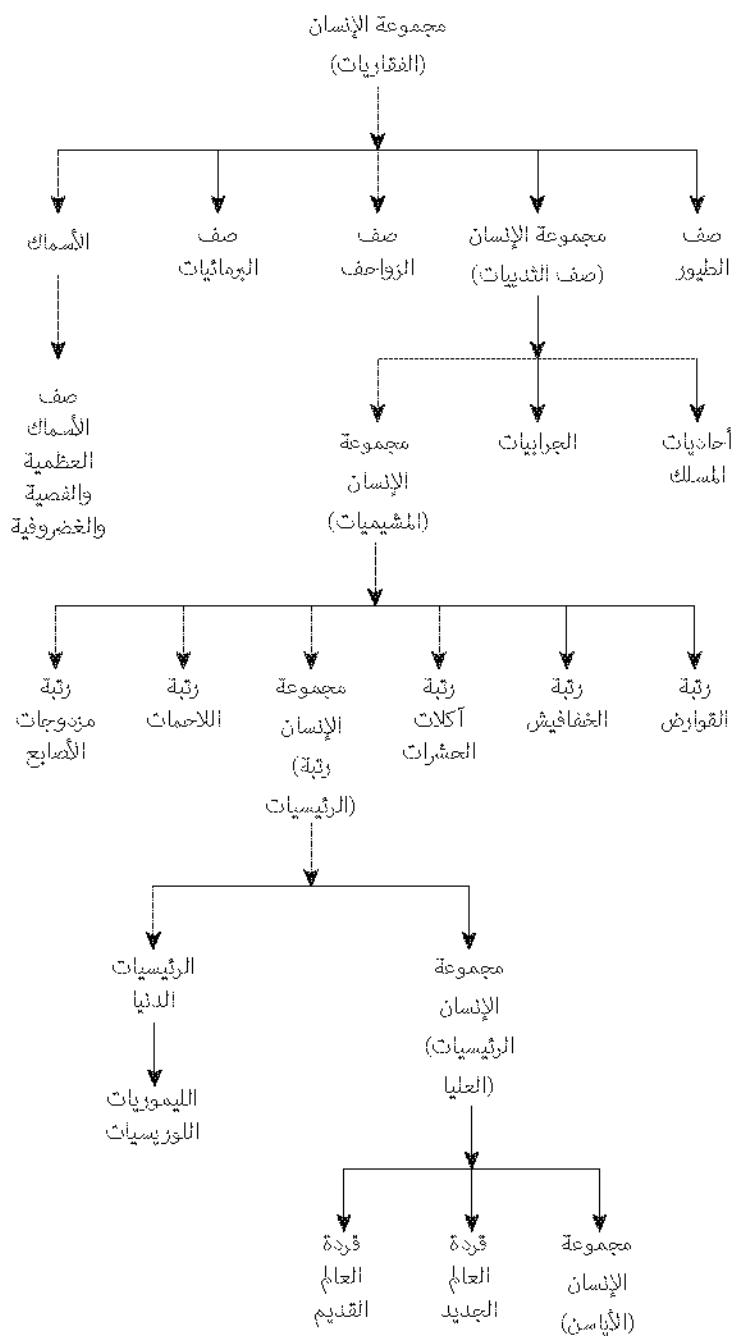 مجموعة الإنسان
(الفقاريات)
صف
الطيور
مجموعة الإنسان
(صف الثدييات)
صف
الزواحف
صف
البرمائيات
الأسماك
أحاديات
المسلك
الجرابيات
مجموعة
الإنسان
(المشيميات)
صف
الأسماك
العظمية
والفصية
والغضروفية
رتبة
القوارض
رتبة
الخفافيش
رتبة
آكلات
الحشرات
مجموعة
الإنسان
(رتبة
الرئيسيات)
رتبة
اللاحمات
رتبة
مزدوجات
الأصابع
مجموعة
الإنسان
(الرئيسيات
العليا)
الرئيسيات
الدنيا
الليموريات
اللوريسيات
مجموعة
الإنسان
(الأياسن)
قردة
العالم
الجديد
قردة
العالم
القديم